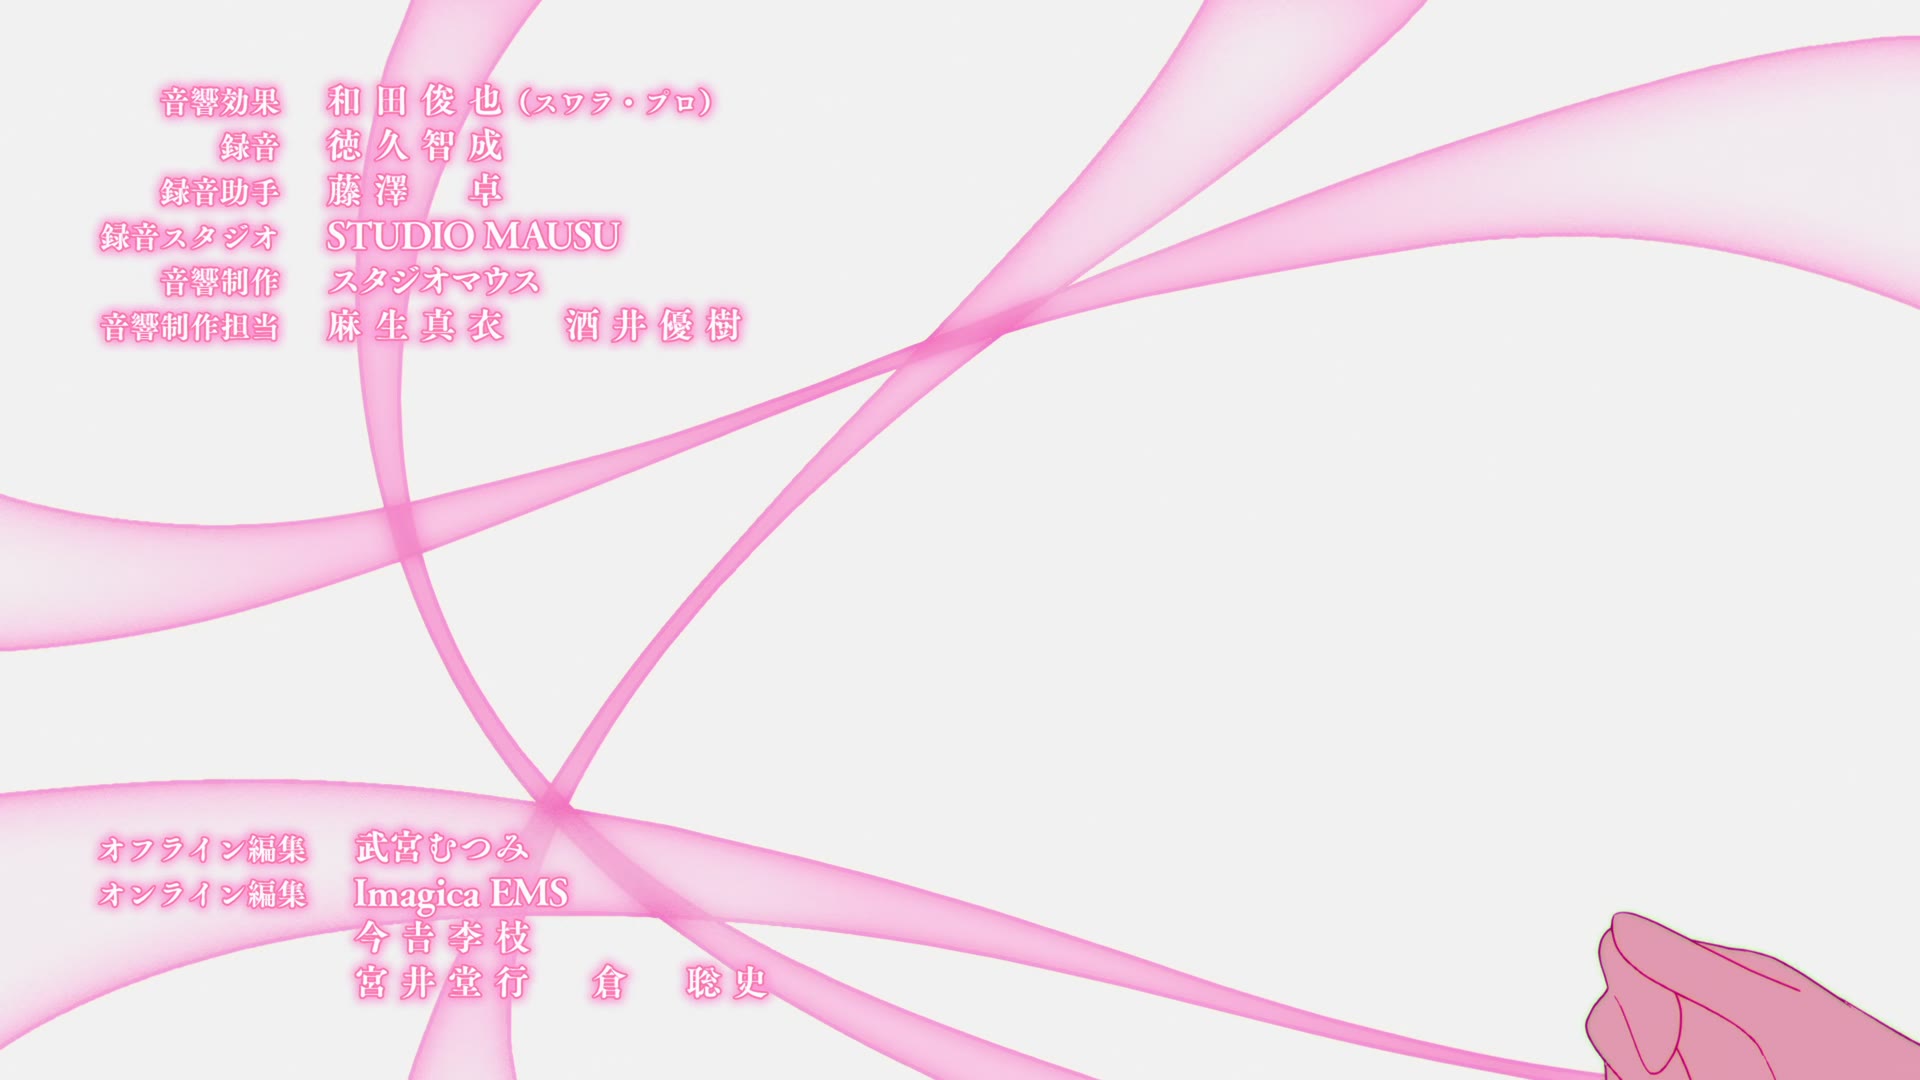 音響効果 和田俊也（スワラ・プロ）
録音 徳久智成
録音助手 藤澤 卓
録音スタジオ STUDIO MAUSU
音響制作 スタジオマウス
音響制作担当 麻生真衣 酒井優樹
オフライン編集 武宮むつみ
オンライン編集 Imagica EMS
今𠮷李枝
宮井堂行 倉 聡史